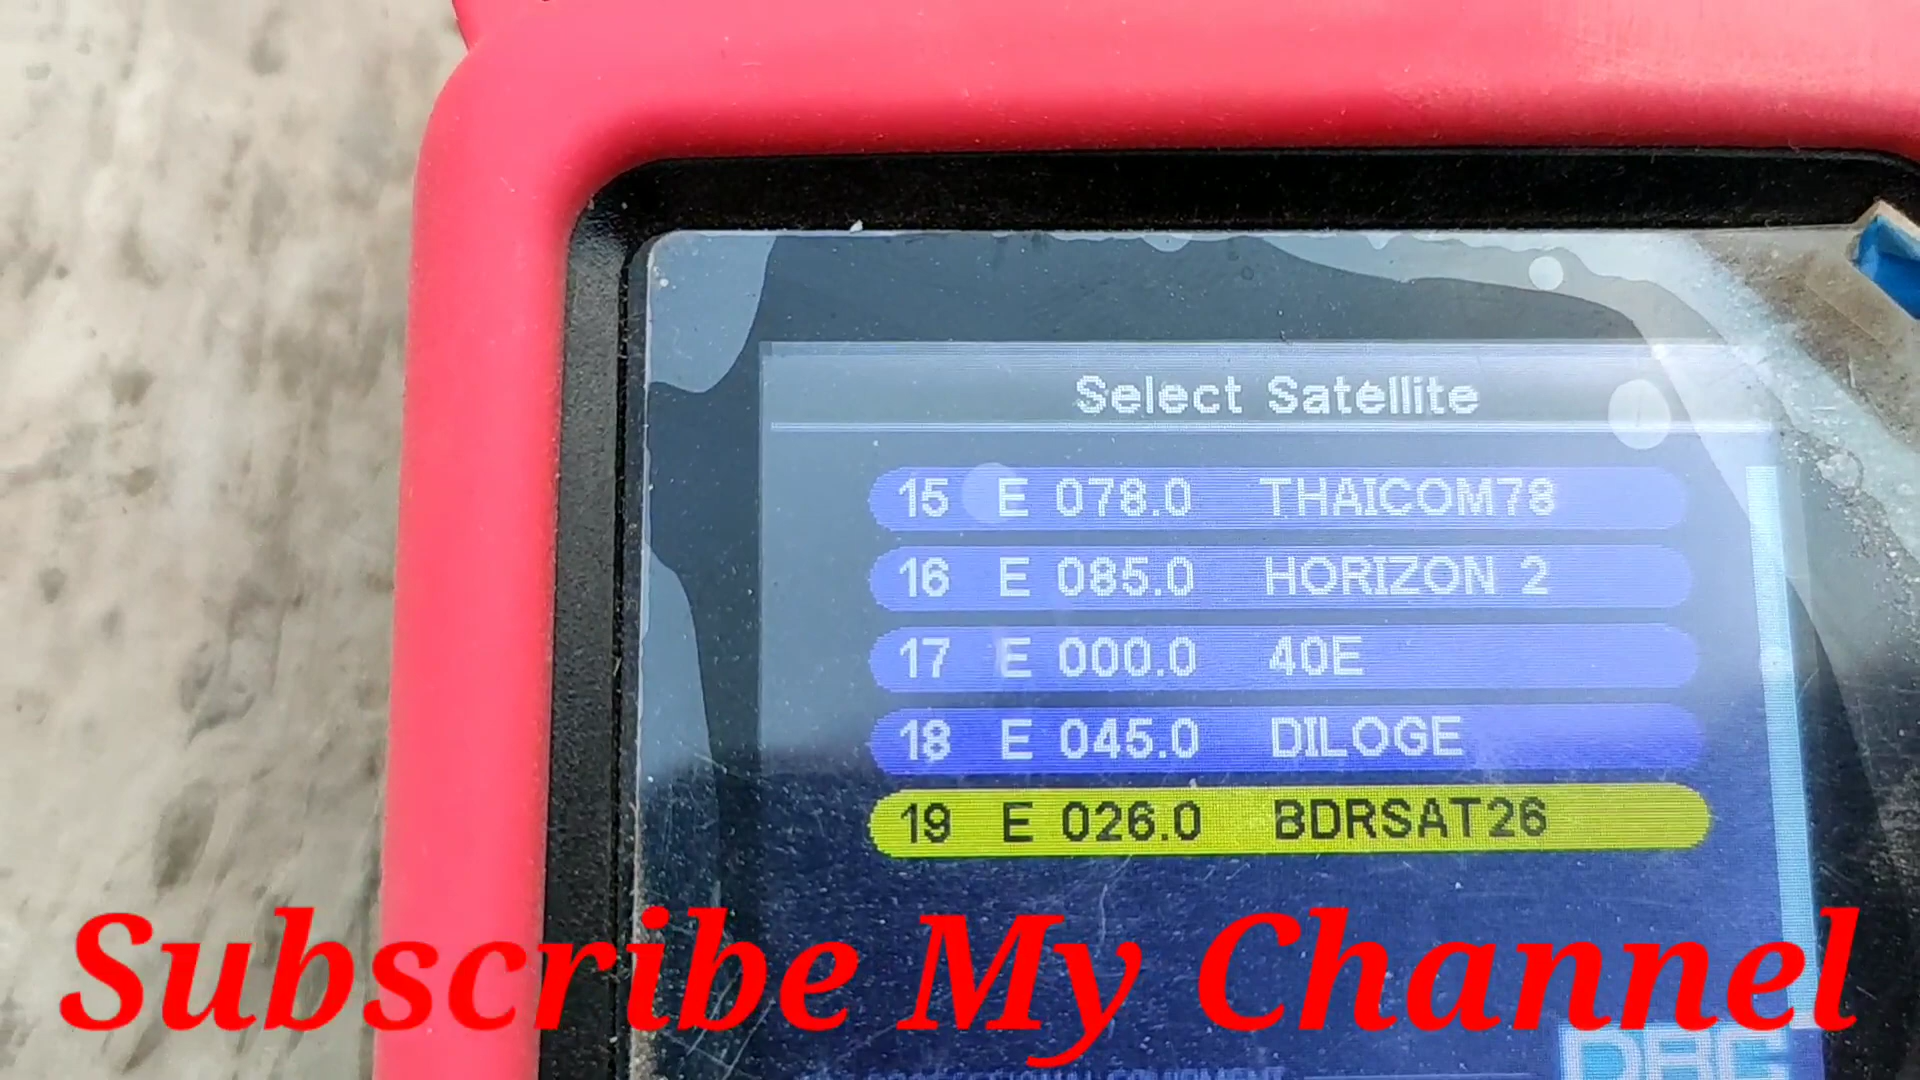 Select Satellite
15 E 078.0 THAICOM78
16 E 085.0 HORIZON 2
17 E 000.0 40E
18 E 045.0 DILOGE
19 E 026.0 BDRSAT26
Subscribe My Channel